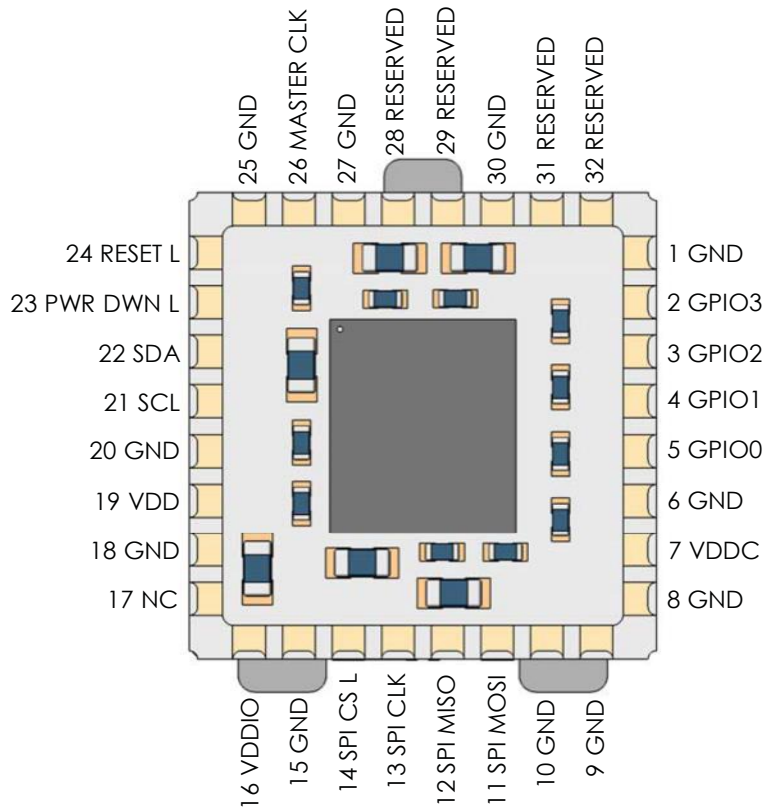 25 GND
26 MASTER CLK
27 GND
28 RESERVED
29 RESERVED
30 GND
31 RESERVED
32 RESERVED
24 RESET L
23 PWR DWN L
22 SDA
21 SCL
20 GND
19 VDD
18 GND
17 NC
1 GND
2 GPIO3
3 GPIO2
4 GPIO1
5 GPIO0
6 GND
7 VDDC
8 GND
16 VDDIO
15 GND
14 SPI CS L
13 SPI CLK
12 SPI MISO
11 SPI MOSI
10 GND
9 GND